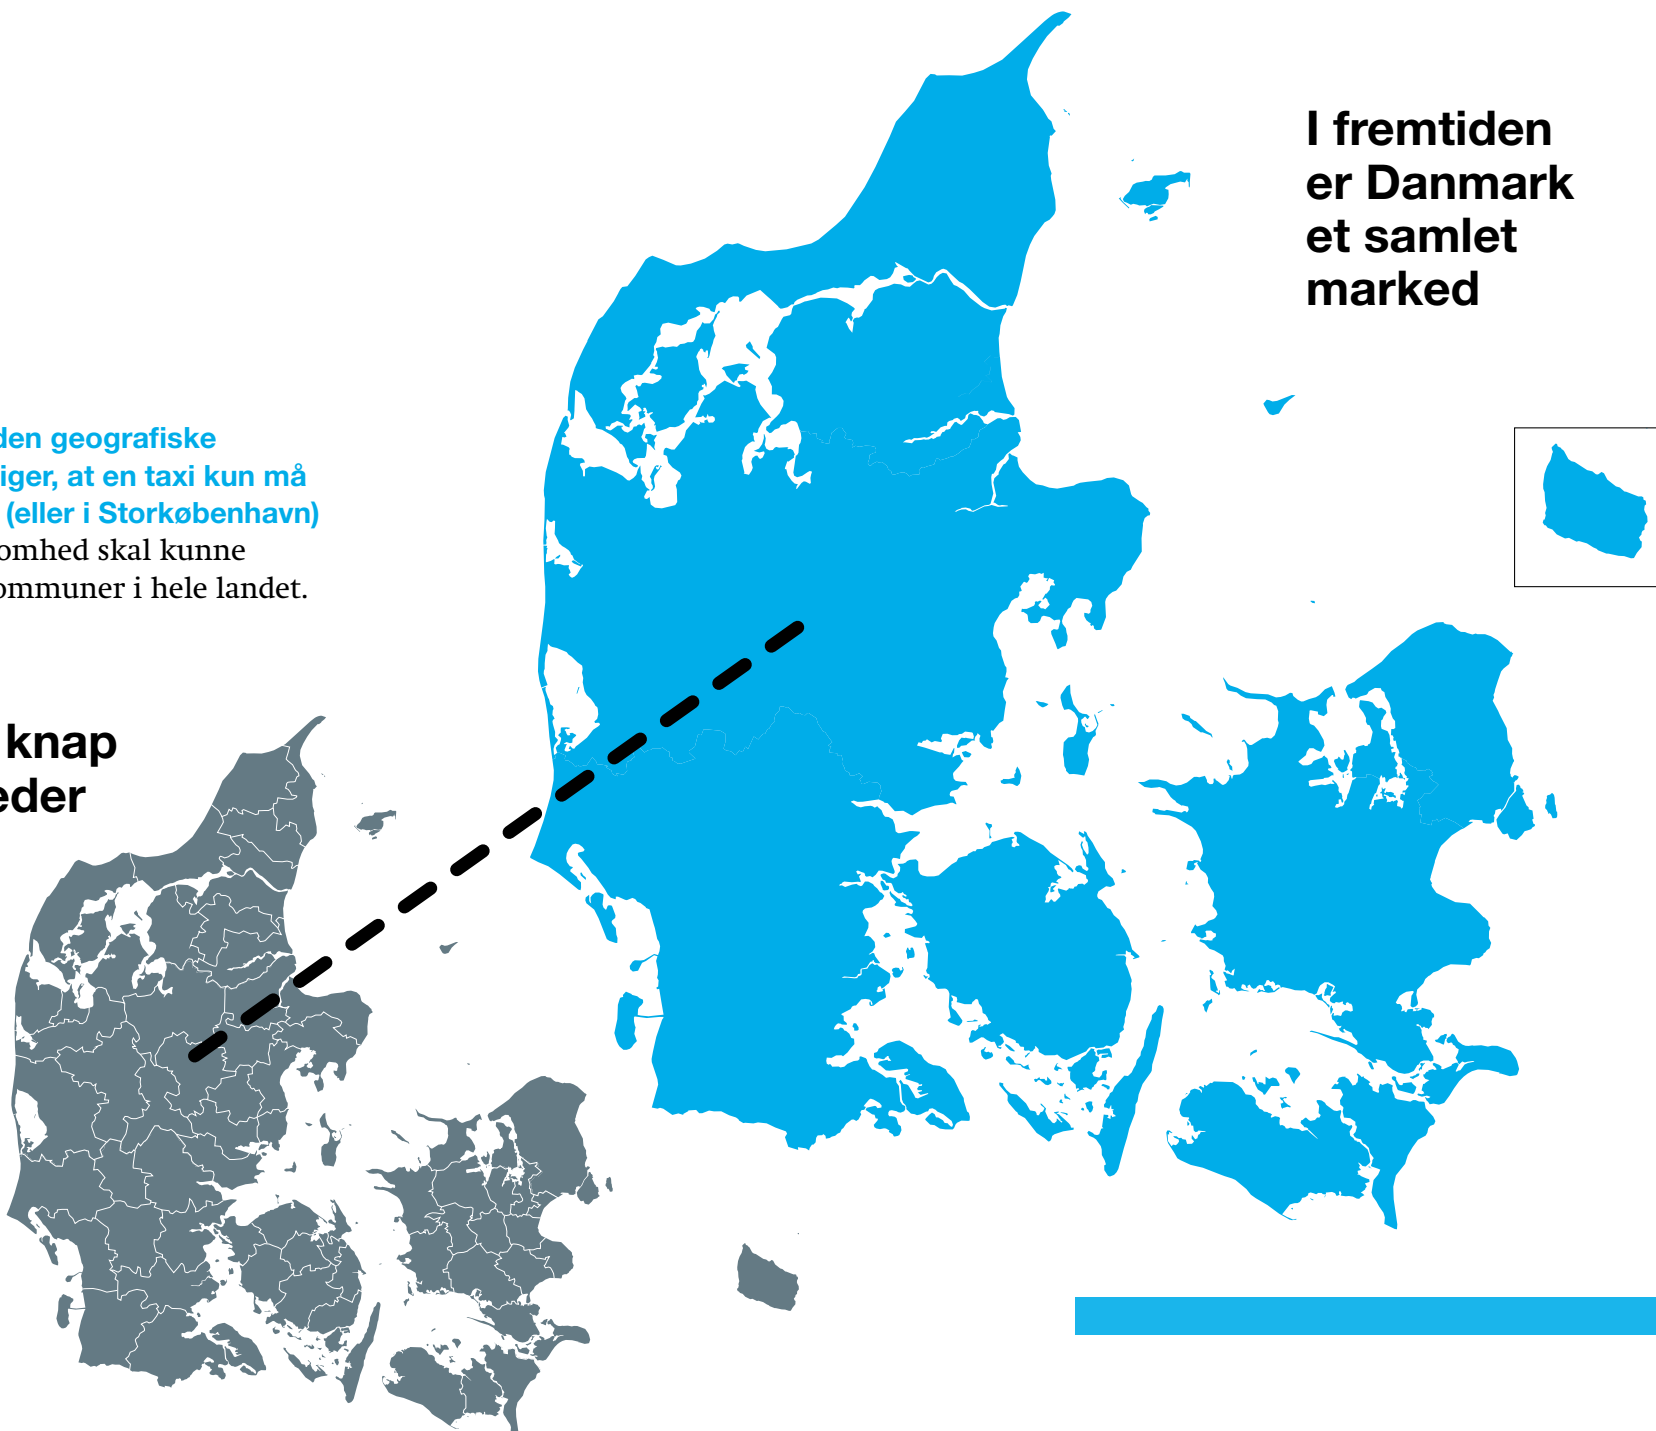 I fremtiden
er Danmark
et samlet
marked
den geografiske
iger, at en taxi kun må
(eller i Storkøbenhavn)
omhed skal kunne
ommuner i hele landet.
knap
eder